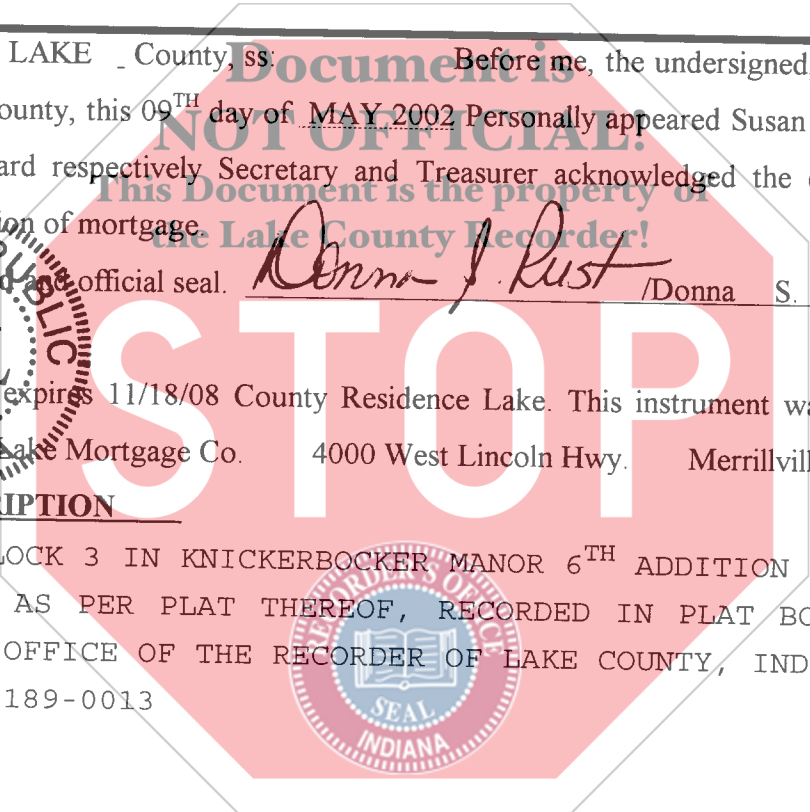 LAKE _ County, ss: Before me, the undersigned,
ounty, this 09TH day of MAY 2002 Personally appeared Susan
ard respectively Secretary and Treasurer acknowledged the
ion of mortgage.
d and official seal. Donna S. Rust /Donna S.
expires 11/18/08 County Residence Lake. This instrument wa
Lake Mortgage Co. 4000 West Lincoln Hwy. Merrillvill
RIPTION
LOCK 3 IN KNICKERBOCKER MANOR 6TH ADDITION
AS PER PLAT THEREOF, RECORDED IN PLAT BO
OFFICE OF THE RECORDER OF LAKE COUNTY, IND
189-0013
Document is
NOT OFFICIAL!
This Document is the property of
the Lake County Recorder!
STOP
RECORDER'S OFFICE
SEAL
INDIANA
PUBLIC